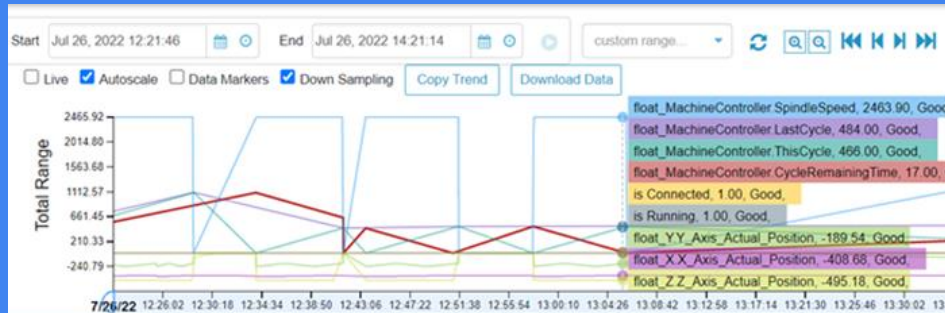 Start Jul 26, 2022 12:21:46 End Jul 26, 2022 14:21:14 custom range...
Live Autoscale Data Markers Down Sampling Copy Trend Download Data
Total Range
2465.92
2014.80
1563.68
1112.57
661.45
210.33
-240.79
float_MachineController.SpindleSpeed, 2463.90, Good,
float_MachineController.LastCycle, 484.00, Good,
float_MachineController.ThisCycle, 466.00, Good,
float_MachineController.CycleRemainingTime, 17.00,
is Connected, 1.00, Good,
is Running, 1.00, Good,
float_Y.Y_Axis_Actual_Position, -189.54, Good,
float_X.X_Axis_Actual_Position, -408.68, Good,
float_Z.Z_Axis_Actual_Position, -495.18, Good,
7/26/22 12:26:02 12:30:18 12:34:34 12:38:50 12:43:06 12:47:22 12:51:38 12:55:54 13:00:10 13:04:26 13:08:42 13:12:58 13:17:14 13:21:30 13:25:46 13:30:02